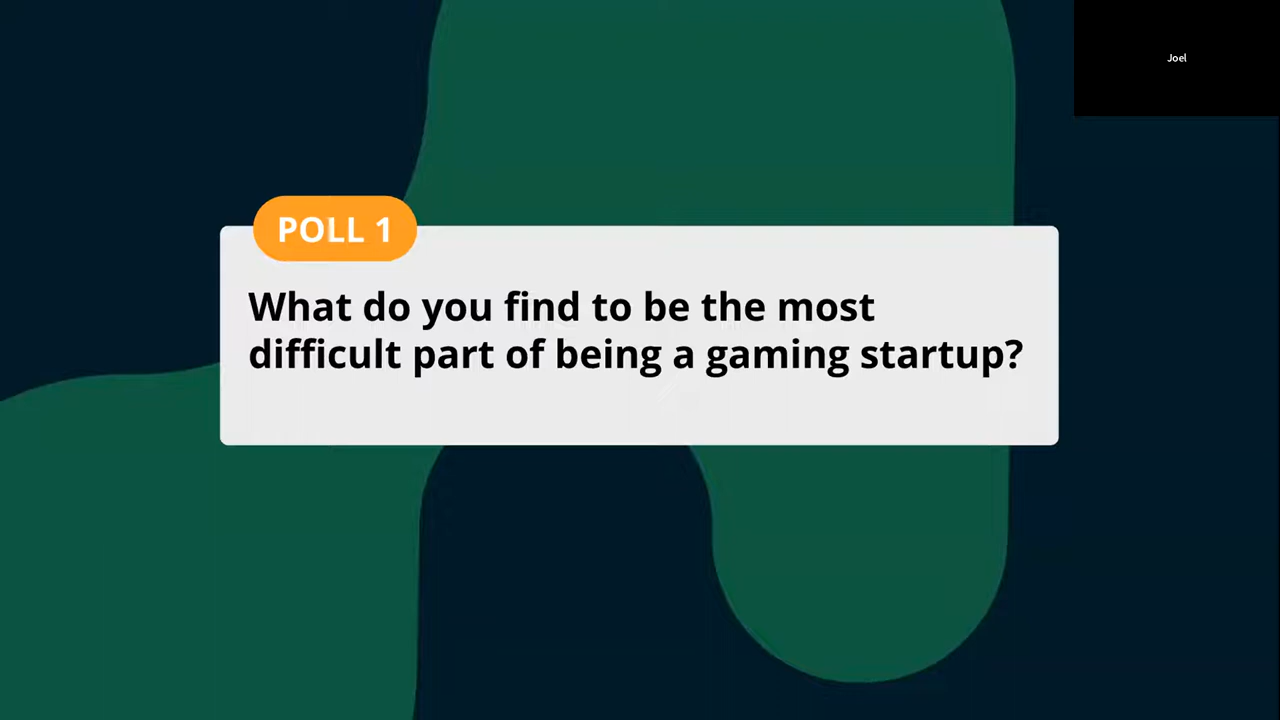 Joel
POLL 1
What do you find to be the most
difficult part of being a gaming startup?